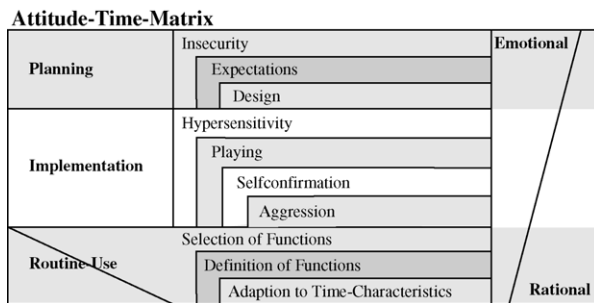 Attitude-Time-Matrix
Insecurity
Emotional
Planning
Expectations
Design
Hypersensitivity
Playing
Implementation
Selfconfirmation
Aggression
Selection of Functions
Routine-Use
Definition of Functions
Adaption to Time-Characteristics
Rational